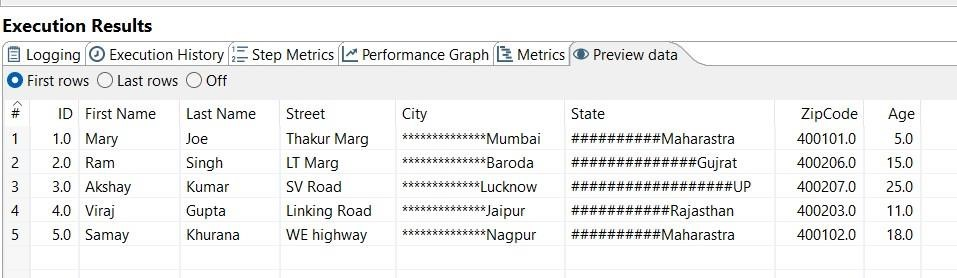 Execution Results
Logging Execution History Step Metrics Performance Graph Metrics Preview data
First rows Last rows Off
# ID First Name Last Name Street City State ZipCode Age
1 1.0 Mary Joe Thakur Marg **************Mumbai ##########Maharastra 400101.0 5.0
2 2.0 Ram Singh LT Marg **************Baroda ##############Gujrat 400206.0 15.0
3 3.0 Akshay Kumar SV Road *************Lucknow ##################UP 400207.0 25.0
4 4.0 Viraj Gupta Linking Road **************Jaipur ###########Rajasthan 400203.0 11.0
5 5.0 Samay Khurana WE highway **************Nagpur ##########Maharastra 400102.0 18.0